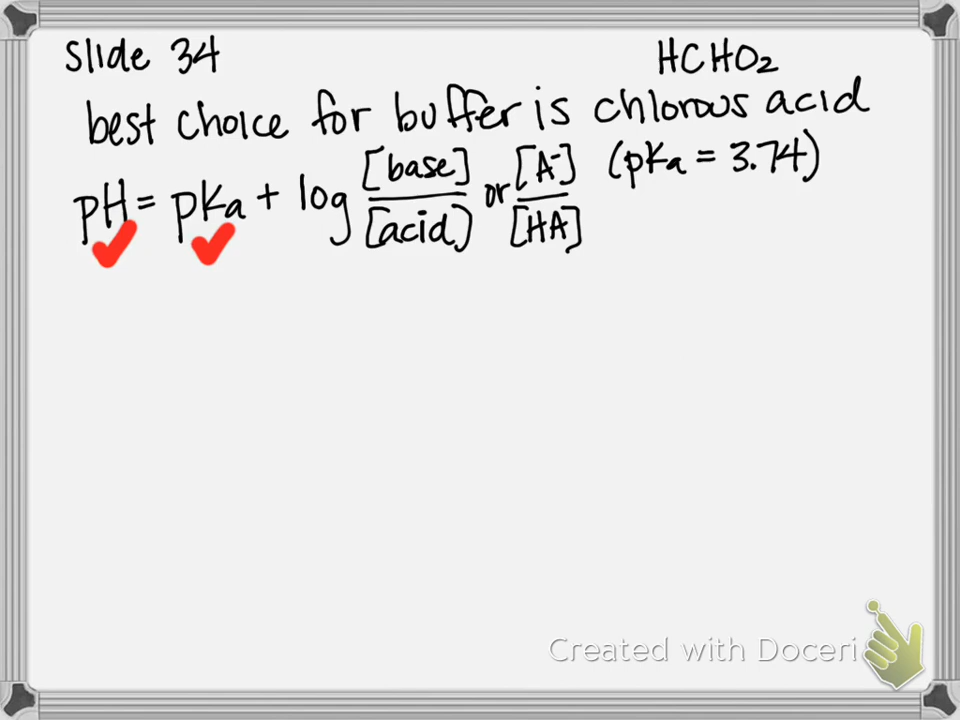 Slide 34
HCHO₂
best choice for buffer is chlorous acid
(pKa = 3.74)
pH = pKa + log [base]/[acid] or [A⁻]/[HA]
Created with Doceri